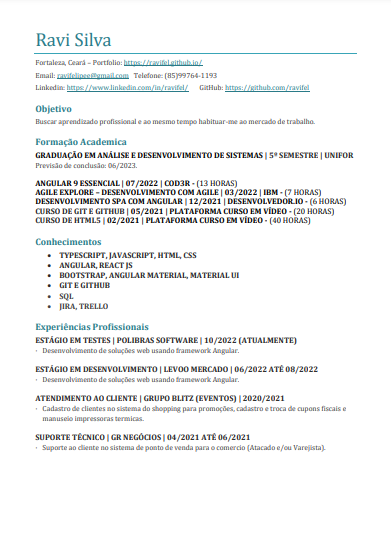 Ravi Silva
Fortaleza, Ceará – Portfolio: https://ravifel.github.io/
Email: ravifelipee@gmail.com Telefone: (85)99764-1193
Linkedin: https://www.linkedin.com/in/ravifel/ GitHub: https://github.com/ravifel
Objetivo
Buscar aprendizado profissional e ao mesmo tempo habituar-me ao mercado de trabalho.
Formação Academica
GRADUAÇÃO EM ANÁLISE E DESENVOLVIMENTO DE SISTEMAS | 5º SEMESTRE | UNIFOR
Previsão de conclusão: 06/2023.
ANGULAR 9 ESSENCIAL | 07/2022 | COD3R - (13 HORAS)
AGILE EXPLORE – DESENVOLVIMENTO COM AGILE | 03/2022 | IBM - (7 HORAS)
DESENVOLVIMENTO SPA COM ANGULAR | 12/2021 | DESENVOLVEDOR.IO - (6 HORAS)
CURSO DE GIT E GITHUB | 05/2021 | PLATAFORMA CURSO EM VÍDEO - (20 HORAS)
CURSO DE HTML5 | 02/2021 | PLATAFORMA CURSO EM VÍDEO - (40 HORAS)
Conhecimentos
• TYPESCRIPT, JAVASCRIPT, HTML, CSS
• ANGULAR, REACT JS
• BOOTSTRAP, ANGULAR MATERIAL, MATERIAL UI
• GIT E GITHUB
• SQL
• JIRA, TRELLO
Experiências Profissionais
ESTÁGIO EM TESTES | POLIBRAS SOFTWARE | 10/2022 (ATUALMENTE)
· Desenvolvimento de soluções web usando framework Angular.
ESTÁGIO EM DESENVOLVIMENTO | LEVOO MERCADO | 06/2022 ATÉ 08/2022
· Desenvolvimento de soluções web usando framework Angular.
ATENDIMENTO AO CLIENTE | GRUPO BLITZ (EVENTOS) | 2020/2021
· Cadastro de clientes no sistema do shopping para promoções, cadastro e troca de cupons fiscais e
manuseio impressoras termicas.
SUPORTE TÉCNICO | GR NEGÓCIOS | 04/2021 ATÉ 06/2021
· Suporte ao cliente no sistema de ponto de venda para o comercio (Atacado e/ou Varejista).